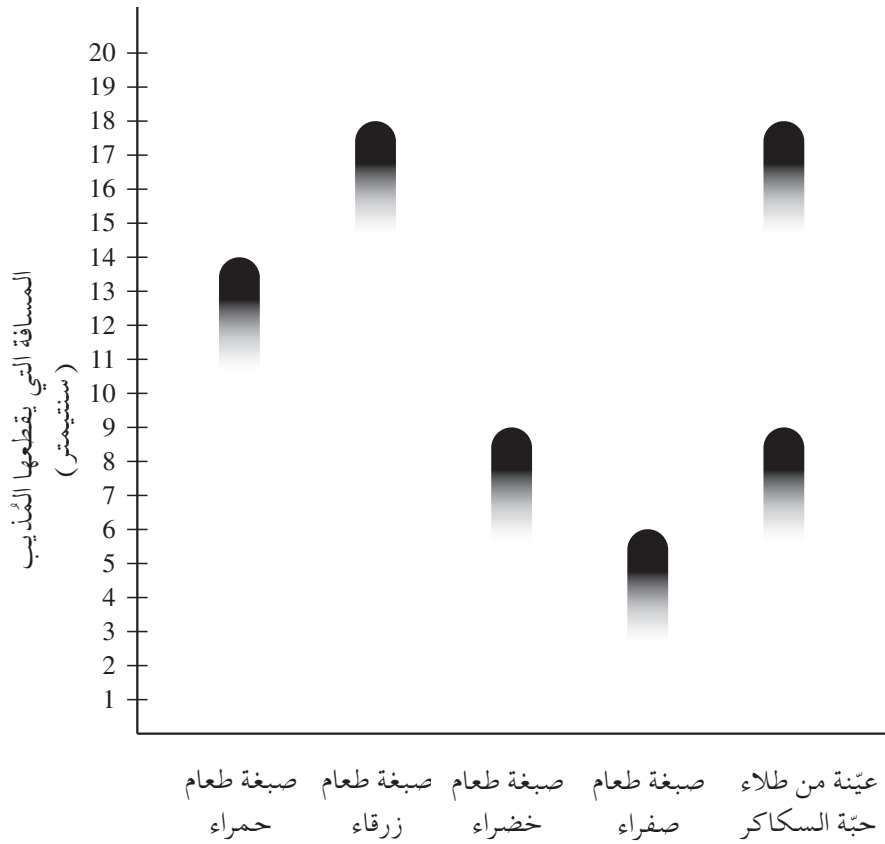 المسافة التي يقطعها المُذيب
(سنتيمتر)
20
19
18
17
16
15
14
13
12
11
10
9
8
7
6
5
4
3
2
1
صبغة طعام
حمراء
صبغة طعام
زرقاء
صبغة طعام
خضراء
صبغة طعام
صفراء
عيّنة من طلاء
حبّة السكاكر